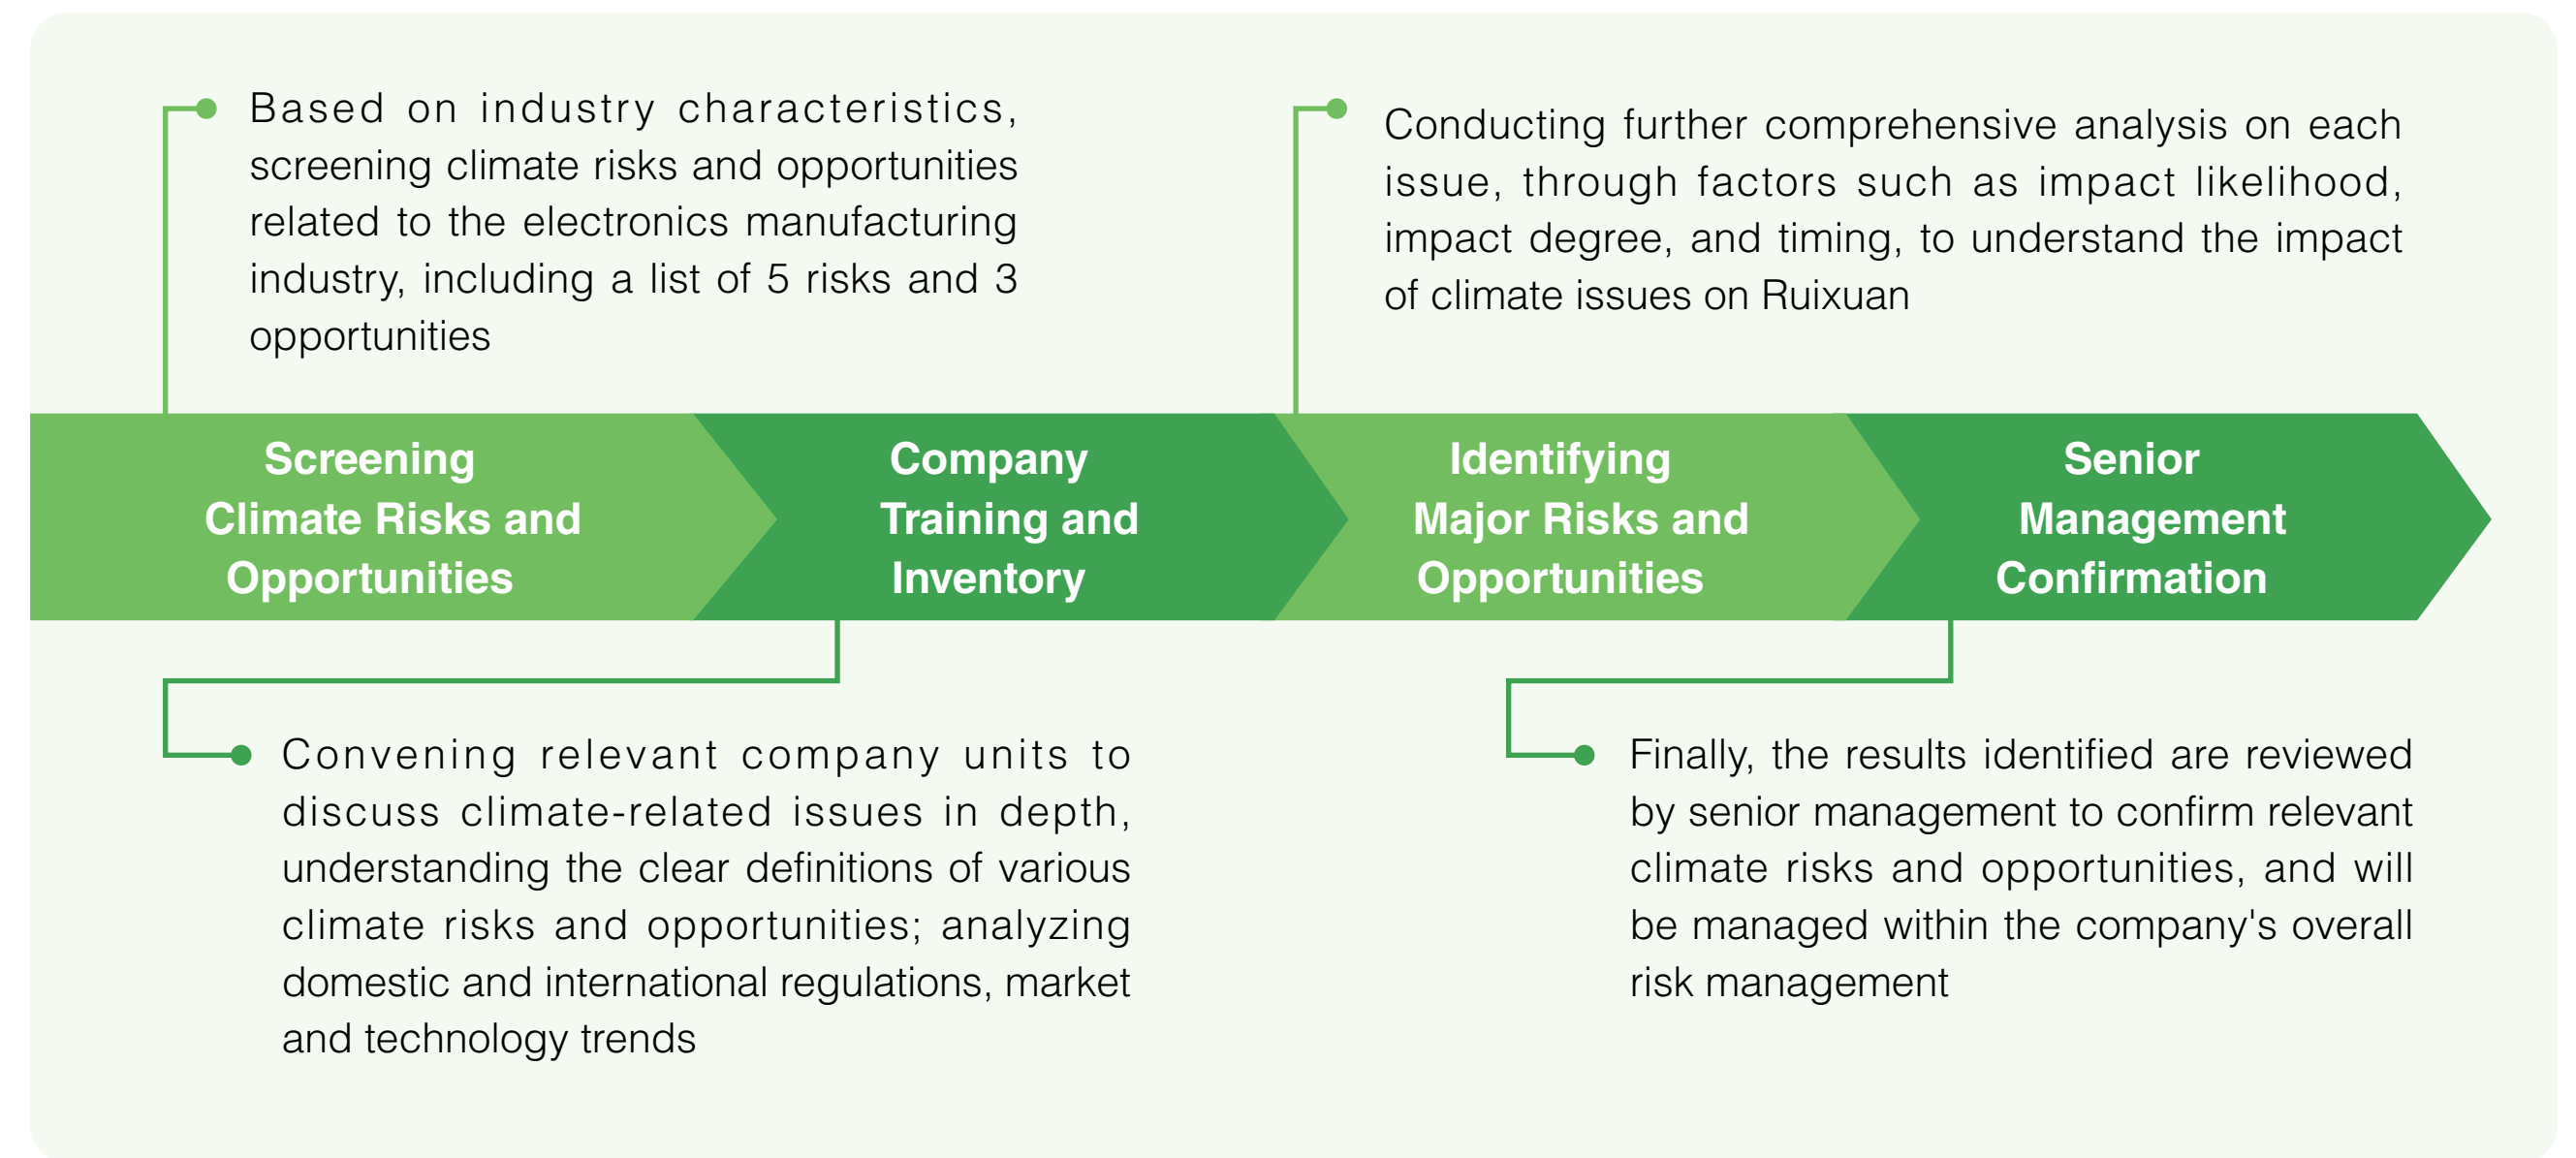 Based on industry characteristics,
screening climate risks and opportunities
related to the electronics manufacturing
industry, including a list of 5 risks and 3
opportunities
Conducting further comprehensive analysis on each
issue, through factors such as impact likelihood,
impact degree, and timing, to understand the impact
of climate issues on Ruixuan
Screening
Climate Risks and
Opportunities
Company
Training and
Inventory
Identifying
Major Risks and
Opportunities
Senior
Management
Confirmation
Convening relevant company units to
discuss climate-related issues in depth,
understanding the clear definitions of various
climate risks and opportunities; analyzing
domestic and international regulations, market
and technology trends
Finally, the results identified are reviewed
by senior management to confirm relevant
climate risks and opportunities, and will
be managed within the company's overall
risk management